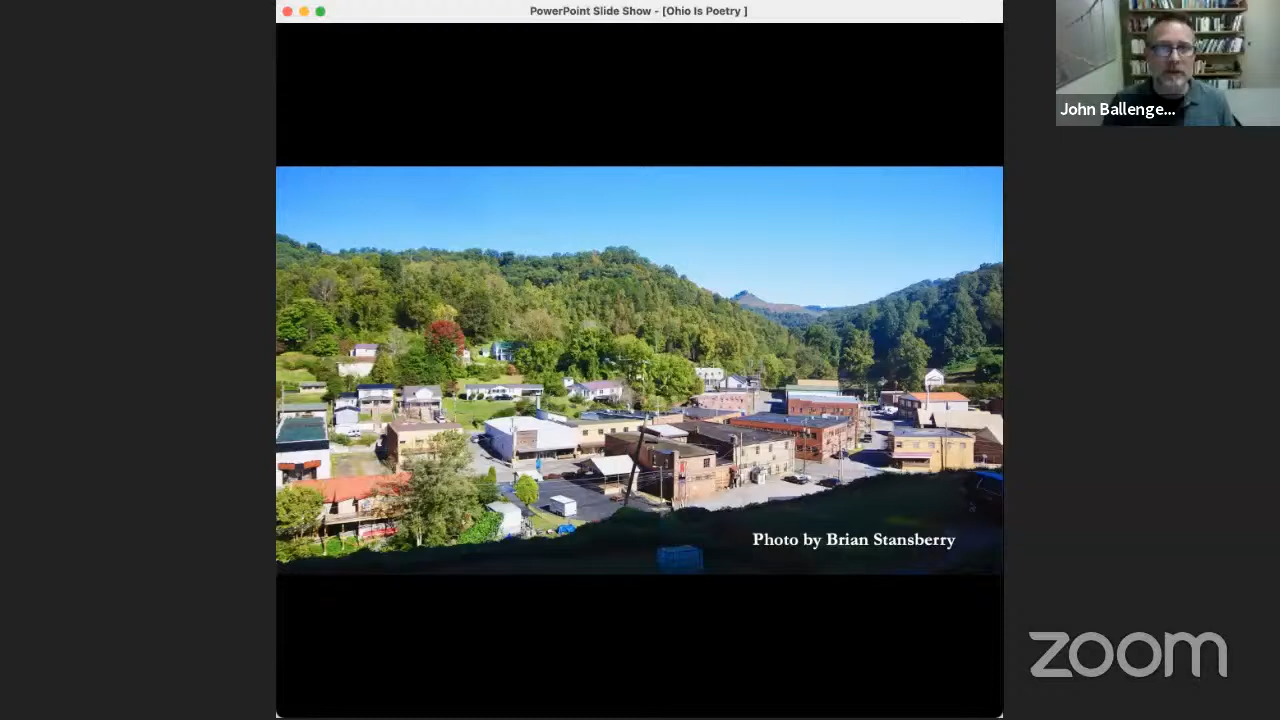 PowerPoint Slide Show - [Ohio Is Poetry ]
John Ballenge...
Photo by Brian Stansberry
zoom